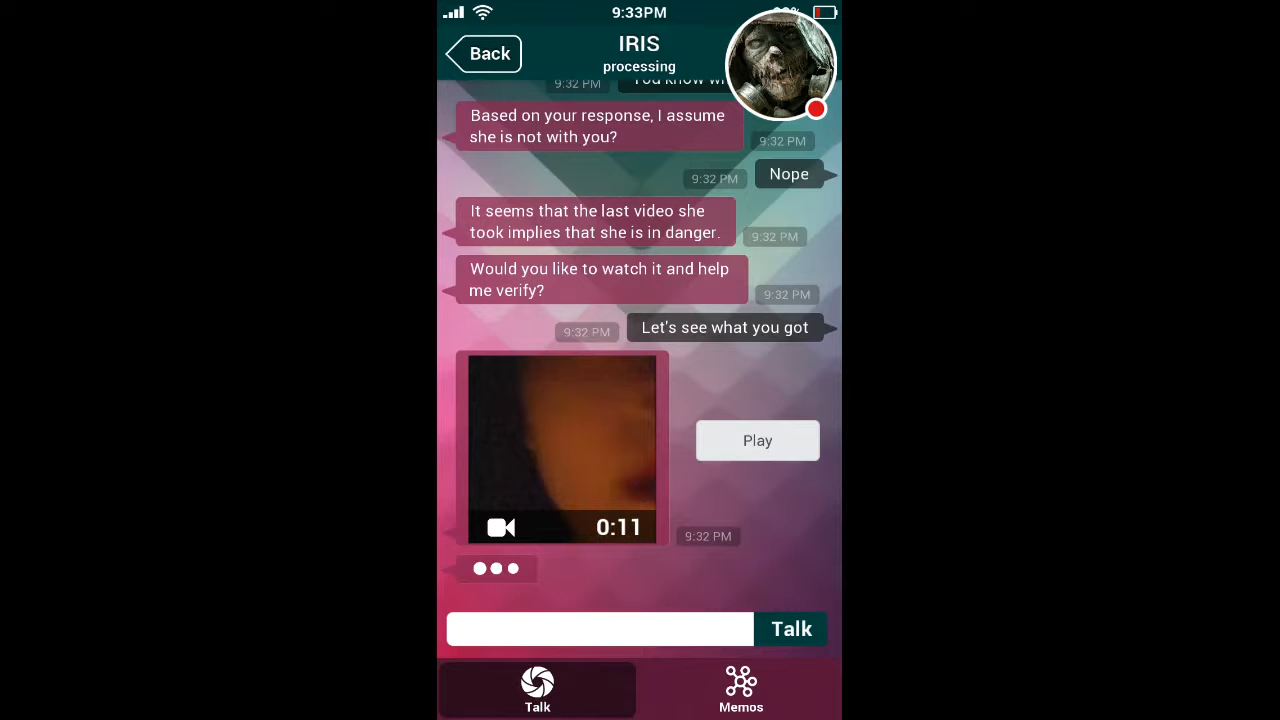 9:33PM
Back
IRIS
processing
9:32 PM
You know
Based on your response, I assume
she is not with you?
9:32 PM
9:32 PM
Nope
It seems that the last video she
took implies that she is in danger.
9:32 PM
Would you like to watch it and help
me verify?
9:32 PM
9:32 PM
Let's see what you got
Play
0:11
9:32 PM
Talk
Talk
Memos